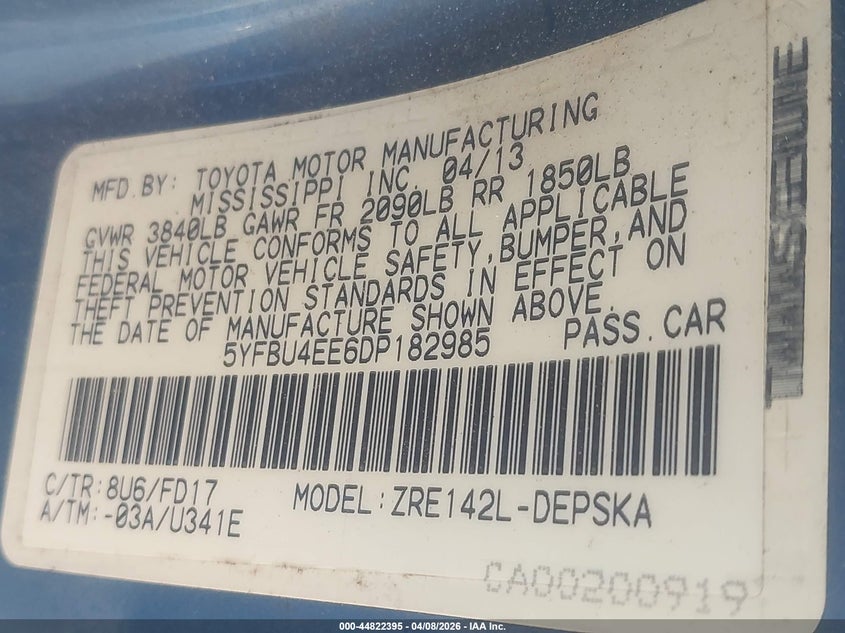 MFD.BY: TOYOTA MOTOR MANUFACTURING
MISSISSIPPI INC. 04/13
GVWR 3840LB GAWR FR 2090LB RR 1850LB
THIS VEHICLE CONFORMS TO ALL APPLICABLE
FEDERAL MOTOR VEHICLE SAFETY,BUMPER,AND
THEFT PREVENTION STANDARDS IN EFFECT ON
THE DATE OF MANUFACTURE SHOWN ABOVE.
5YFBU4EE6DP182985 PASS.CAR
C/TR:8U6/FD17 MODEL:ZRE142L-DEPSKA
A/TM:-03A/U341E
CA00200919
000-44822395 - 04/08/2026 - IAA Inc.